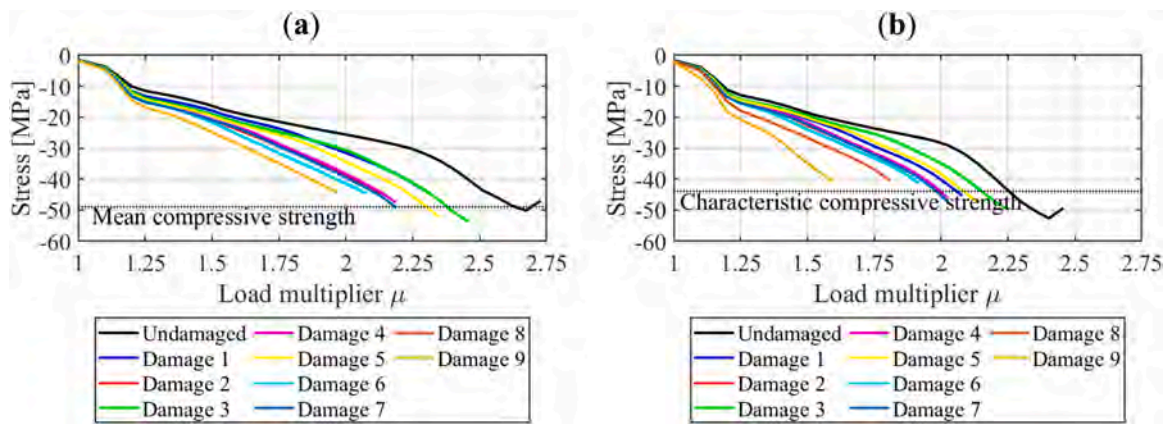 (a)
0
-10
-20
-30
-40
-50
-60
Stress [MPa]
Mean compressive strength
1 1.25 1.5 1.75 2 2.25 2.5 2.75
Load multiplier μ
Undamaged Damage 4 Damage 8
Damage 1 Damage 5 Damage 9
Damage 2 Damage 6
Damage 3 Damage 7
(b)
0
-10
-20
-30
-40
-50
-60
Stress [MPa]
Characteristic compressive strength
1 1.25 1.5 1.75 2 2.25 2.5 2.75
Load multiplier μ
Undamaged Damage 4 Damage 8
Damage 1 Damage 5 Damage 9
Damage 2 Damage 6
Damage 3 Damage 7